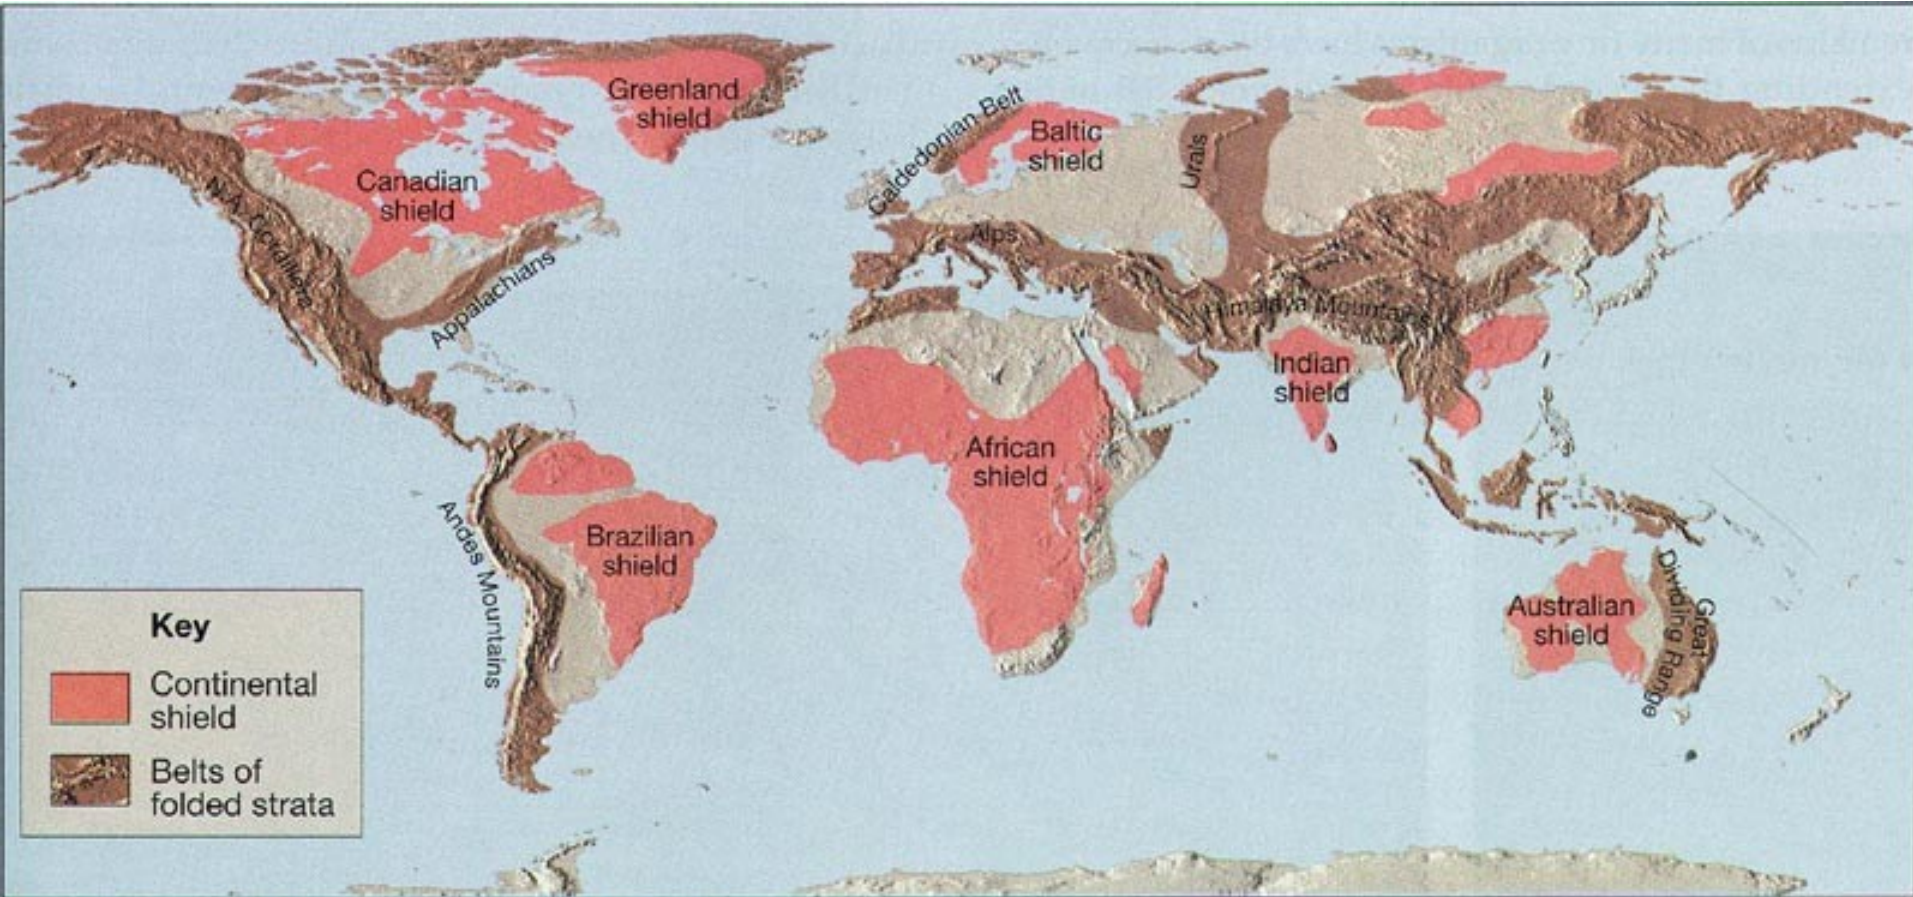 Greenland
shield
Canadian
shield
N.A. Cordillera
Appalachians
Caldedonian Belt
Baltic
shield
Urals
Alps
Himalaya Mountains
Indian
shield
African
shield
Andes Mountains
Brazilian
shield
Australian
shield
Great
Dividing Range
Key
Continental
shield
Belts of
folded strata